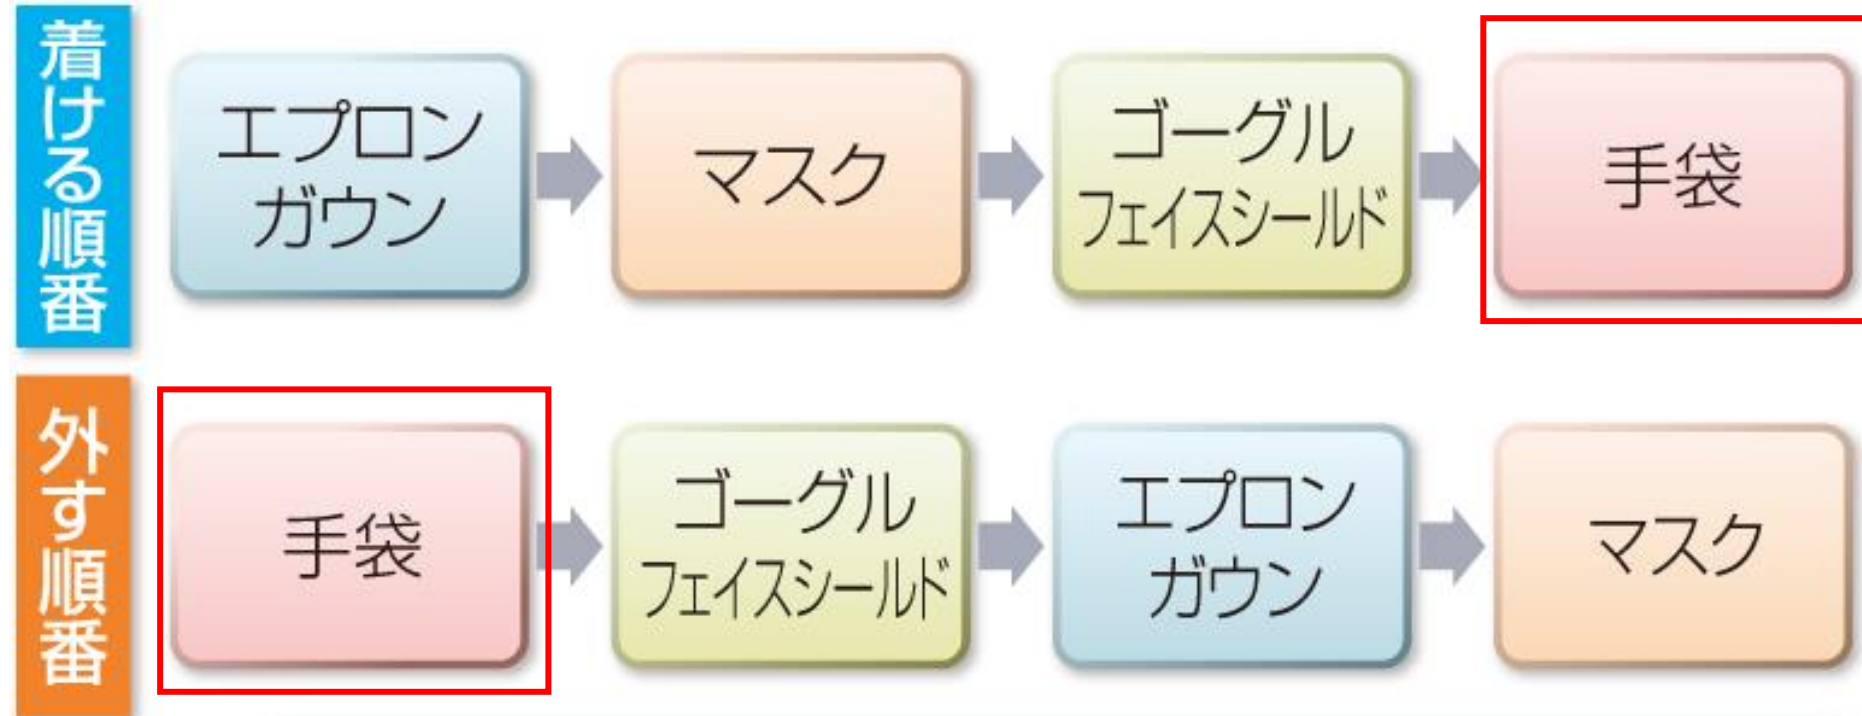 着ける順番
エプロン
ガウン
マスク
ゴーグル
フェイスシールド
手袋
外す順番
手袋
ゴーグル
フェイスシールド
エプロン
ガウン
マスク